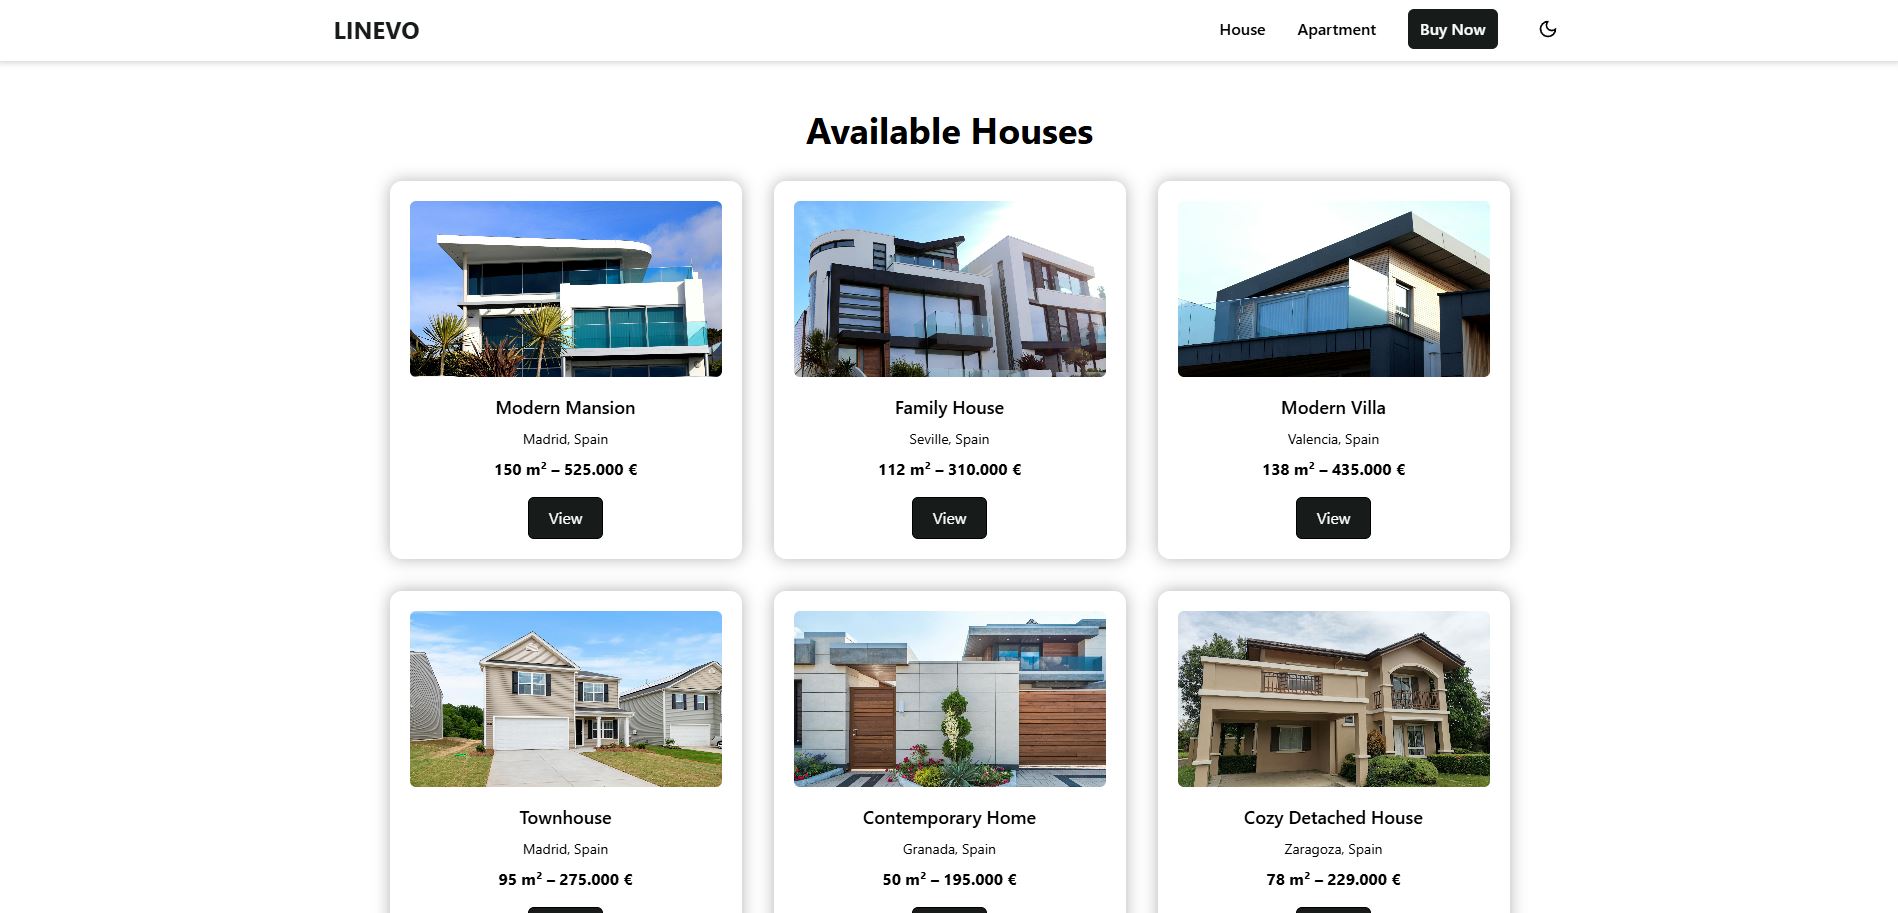 LINEVO
House
Apartment
Buy Now
Available Houses
Modern Mansion
Madrid, Spain
150 m² – 525.000 €
View
Family House
Seville, Spain
112 m² – 310.000 €
View
Modern Villa
Valencia, Spain
138 m² – 435.000 €
View
Townhouse
Madrid, Spain
95 m² – 275.000 €
Contemporary Home
Granada, Spain
50 m² – 195.000 €
Cozy Detached House
Zaragoza, Spain
78 m² – 229.000 €